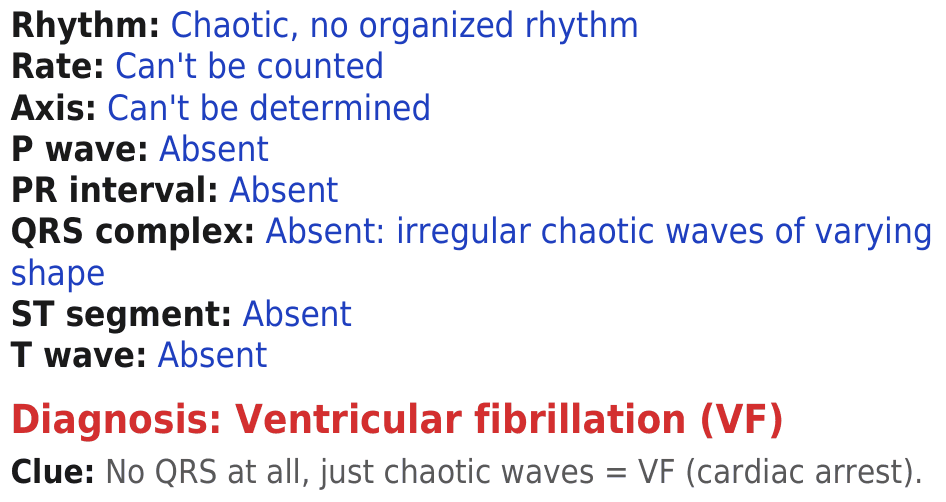 Rhythm: Chaotic, no organized rhythm
Rate: Can't be counted
Axis: Can't be determined
P wave: Absent
PR interval: Absent
QRS complex: Absent: irregular chaotic waves of varying
shape
ST segment: Absent
T wave: Absent
Diagnosis: Ventricular fibrillation (VF)
Clue: No QRS at all, just chaotic waves = VF (cardiac arrest).